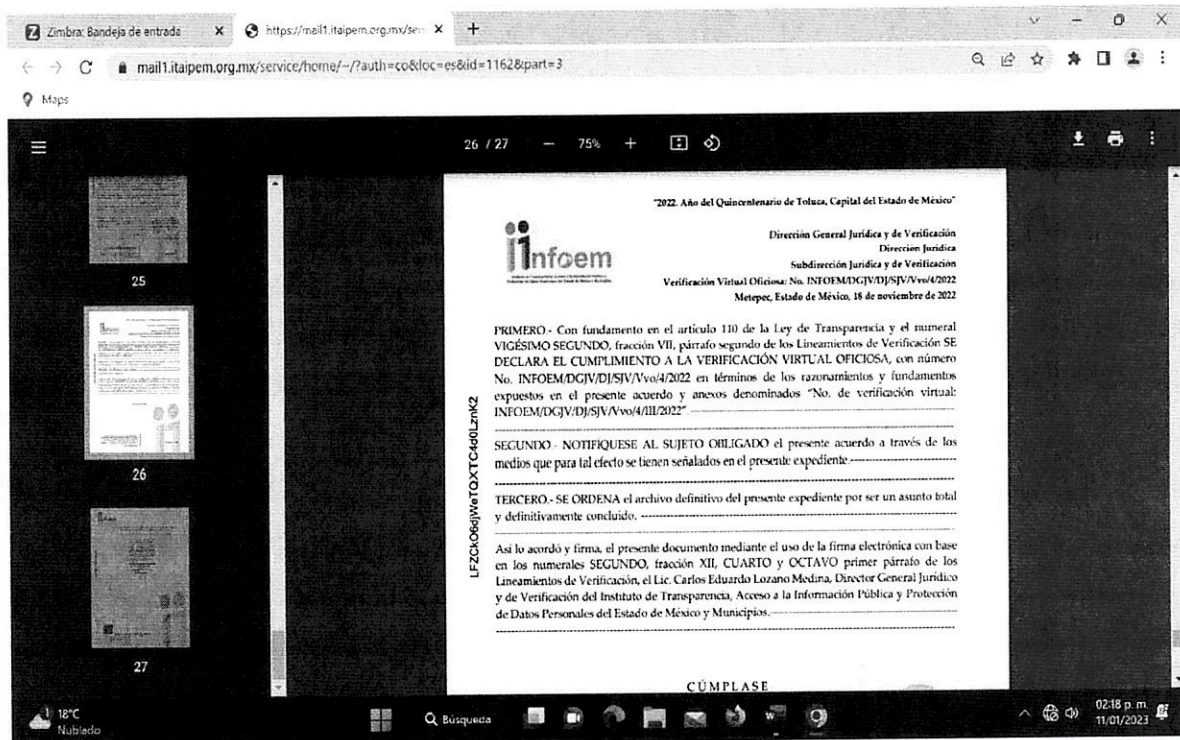 Zimbra: Bandeja de entrada
https://mail1.itaipem.org.mx/ser
mail1.itaipem.org.mx/service/home/~/?auth=co&loc=es&id=1162&part=3
Maps
26 / 27
75%
25
26
27
"2022. Año del Quincentenario de Toluca, Capital del Estado de México"
infoem
Dirección General Jurídica y de Verificación
Dirección Jurídica
Subdirección Jurídica y de Verificación
Verificación Virtual Oficiosa: No. INFOEM/DGJV/DJ/SJV/Vvo/4/2022
Metepec, Estado de México, 18 de noviembre de 2022
PRIMERO.- Con fundamento en el artículo 110 de la Ley de Transparencia y el numeral
VIGÉSIMO SEGUNDO, fracción VII, párrafo segundo de los Lineamientos de Verificación SE
DECLARA EL CUMPLIMIENTO A LA VERIFICACIÓN VIRTUAL OFICIOSA, con número
No. INFOEM/DGJV/DJ/SJV/Vvo/4/2022 en términos de los razonamientos y fundamentos
expuestos en el presente acuerdo y anexos denominados "No. de verificación virtual:
INFOEM/DGJV/DJ/SJV/Vvo/4/III/2022".
SEGUNDO.- NOTIFÍQUESE AL SUJETO OBLIGADO el presente acuerdo a través de los
medios que para tal efecto se tienen señalados en el presente expediente.
TERCERO.- SE ORDENA el archivo definitivo del presente expediente por ser un asunto total
y definitivamente concluido.
Así lo acordó y firma, el presente documento mediante el uso de la firma electrónica con base
en los numerales SEGUNDO, fracción XII, CUARTO y OCTAVO primer párrafo de los
Lineamientos de Verificación, el Lic. Carlos Eduardo Lozano Medina, Director General Jurídico
y de Verificación del Instituto de Transparencia, Acceso a la Información Pública y Protección
de Datos Personales del Estado de México y Municipios.
CÚMPLASE
LFZCkO6djWeTQXTC4d0LznK2
18°C
Nublado
Búsqueda
02:18 p. m.
11/01/2023